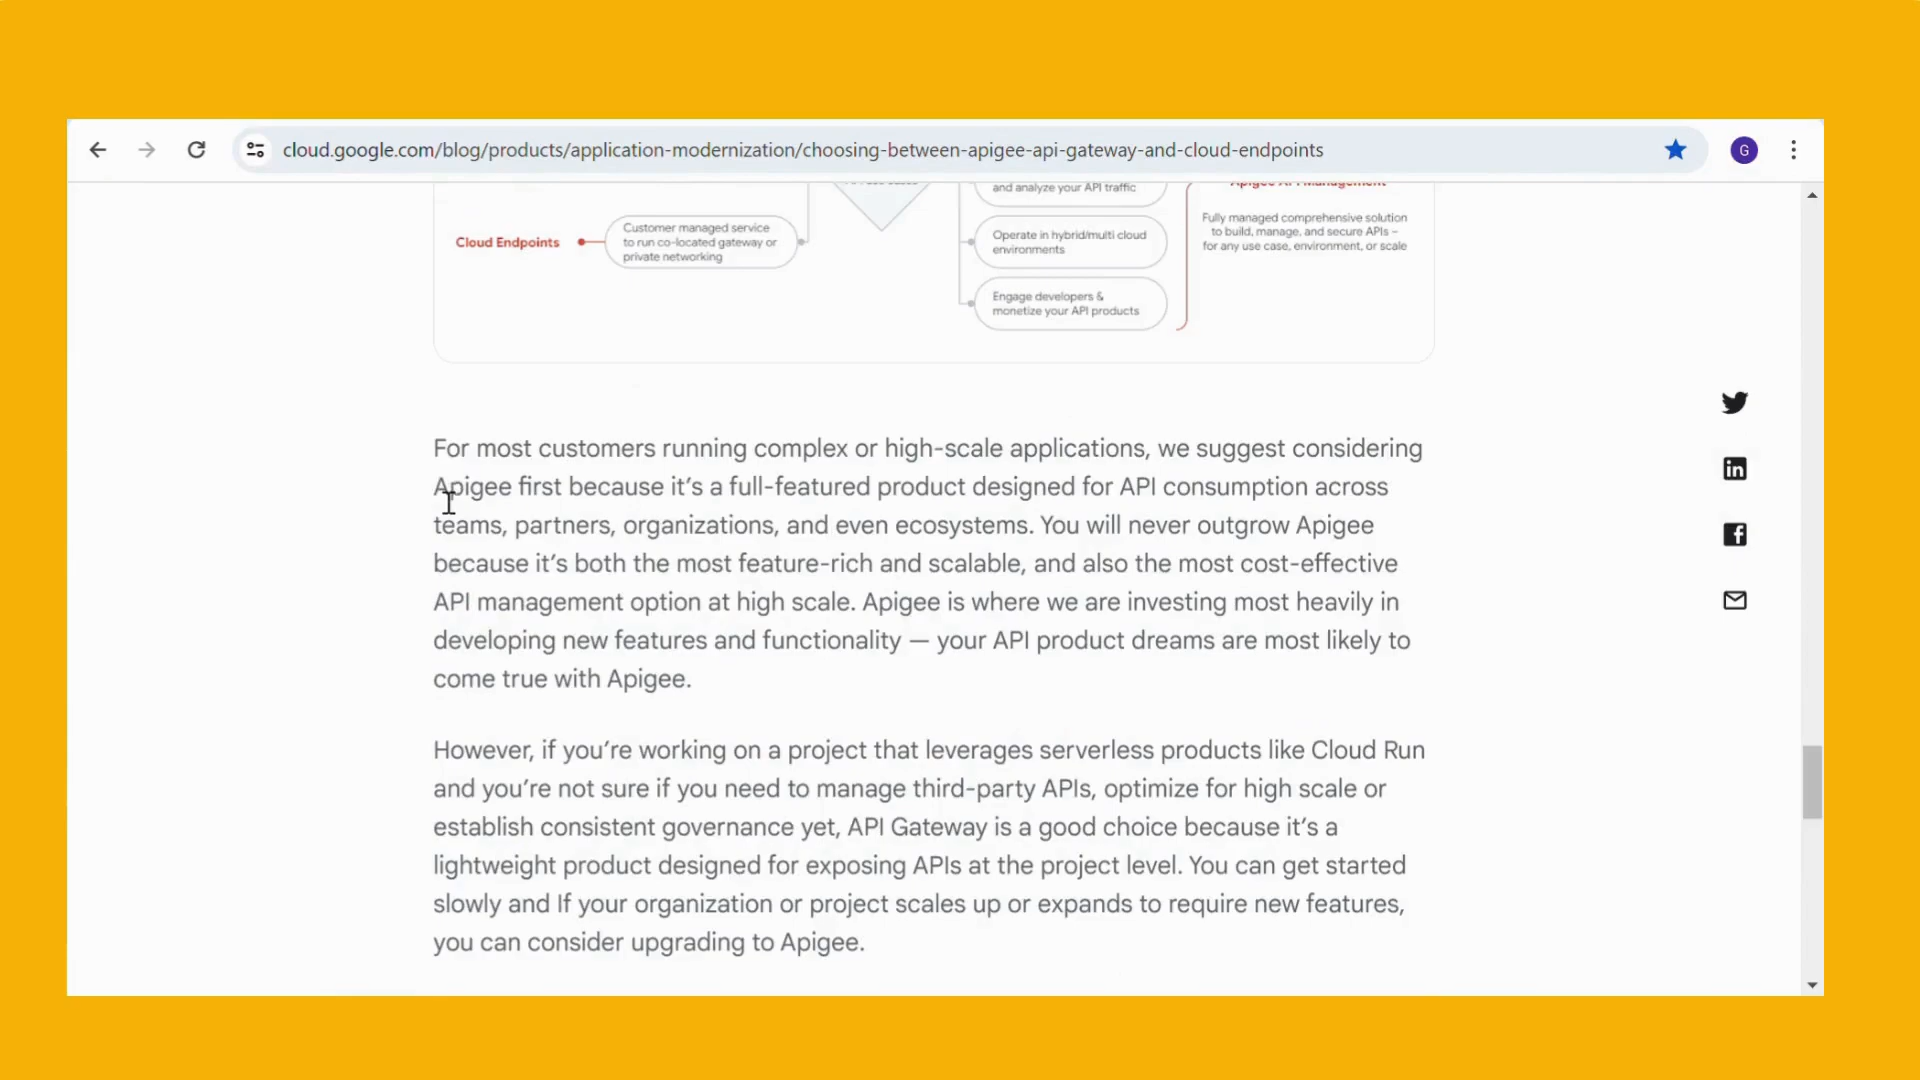 cloud.google.com/blog/products/application-modernization/choosing-between-apigee-api-gateway-and-cloud-endpoints
G
and analyze your API traffic
Apigee API Management
Cloud Endpoints
Customer managed service
to run co-located gateway or
private networking
Operate in hybrid/multi cloud
environments
Fully managed comprehensive solution
to build, manage, and secure APIs –
for any use case, environment, or scale
Engage developers &
monetize your API products
For most customers running complex or high-scale applications, we suggest considering
Apigee first because it’s a full-featured product designed for API consumption across
teams, partners, organizations, and even ecosystems. You will never outgrow Apigee
because it’s both the most feature-rich and scalable, and also the most cost-effective
API management option at high scale. Apigee is where we are investing most heavily in
developing new features and functionality — your API product dreams are most likely to
come true with Apigee.
However, if you’re working on a project that leverages serverless products like Cloud Run
and you’re not sure if you need to manage third-party APIs, optimize for high scale or
establish consistent governance yet, API Gateway is a good choice because it’s a
lightweight product designed for exposing APIs at the project level. You can get started
slowly and If your organization or project scales up or expands to require new features,
you can consider upgrading to Apigee.